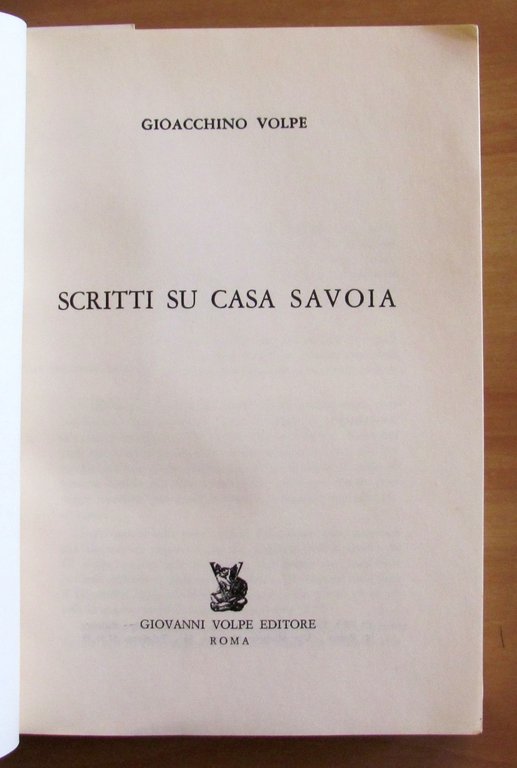 GIOACCHINO VOLPE
SCRITTI SU CASA SAVOIA
GIOVANNI VOLPE EDITORE
ROMA